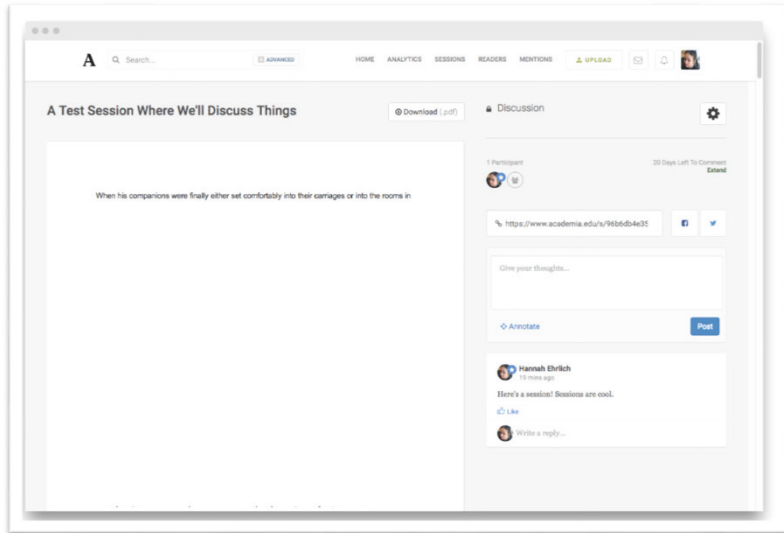 A
Search...
ADVANCED
HOME ANALYTICS SESSIONS READERS MENTIONS
UPLOAD
A Test Session Where We'll Discuss Things
Download (.pdf)
When his companions were finally either set comfortably into their carriages or into the rooms in
Discussion
1 Participant
20 Days Left To Comment
Extend
https://www.academia.edu/s/96b6db4e35
Give your thoughts...
Annotate
Post
Hannah Ehrlich
19 mins ago
Here's a session! Sessions are cool.
Like
Write a reply...